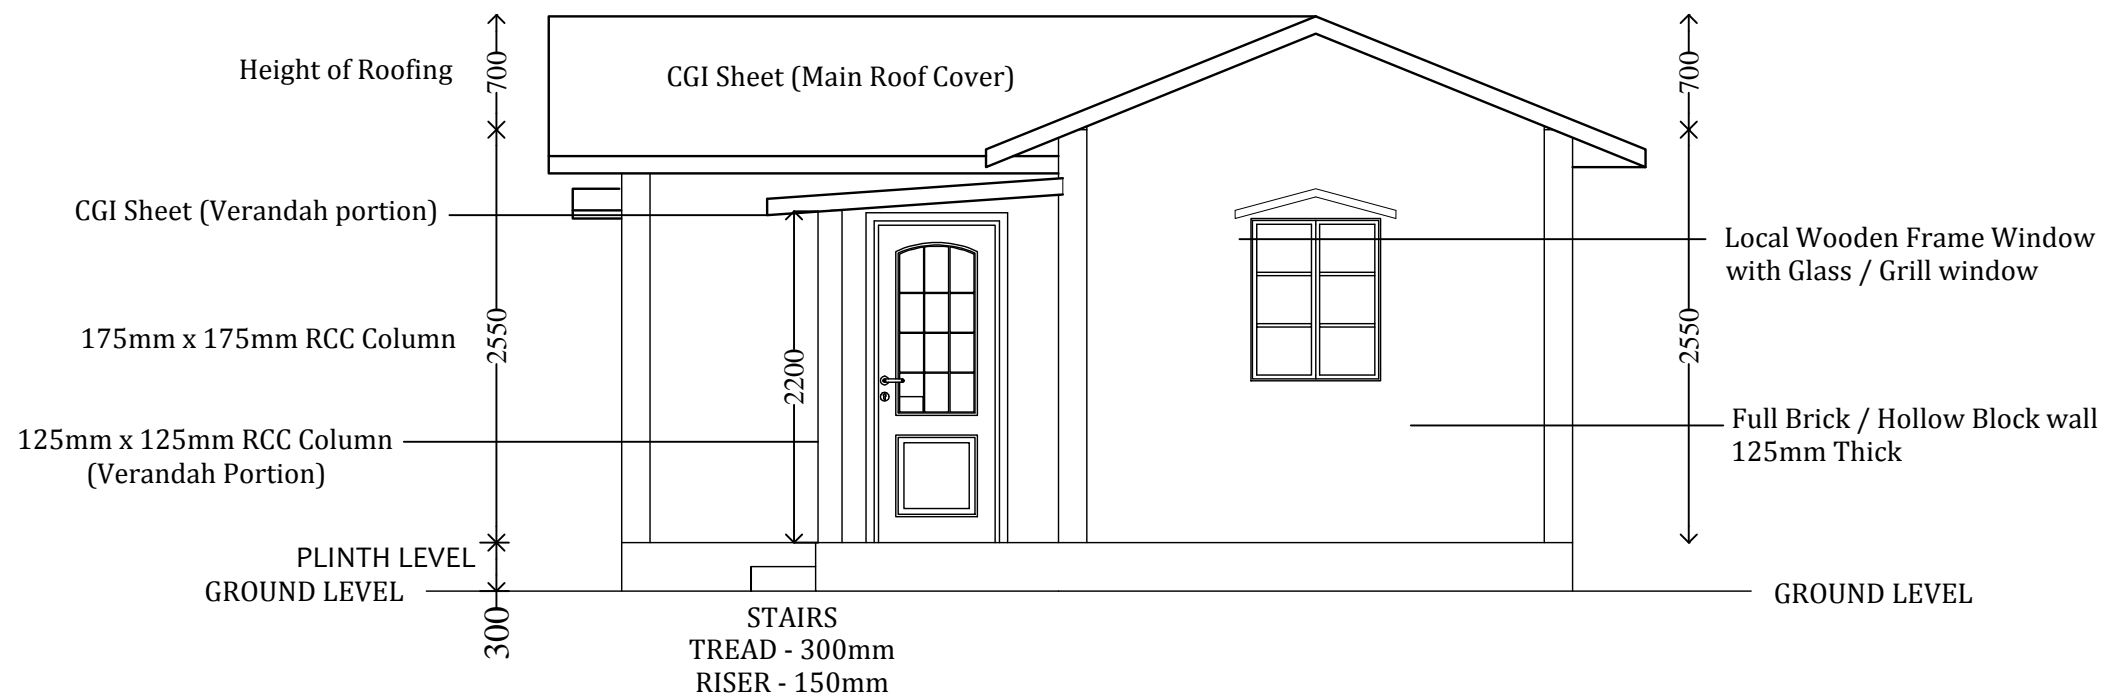 Height of Roofing
700
CGI Sheet (Main Roof Cover)
700
CGI Sheet (Verandah portion)
Local Wooden Frame Window
with Glass / Grill window
175mm x 175mm RCC Column
2550
2200
2550
125mm x 125mm RCC Column
(Verandah Portion)
Full Brick / Hollow Block wall
125mm Thick
PLINTH LEVEL
GROUND LEVEL
300
GROUND LEVEL
STAIRS
TREAD - 300mm
RISER - 150mm